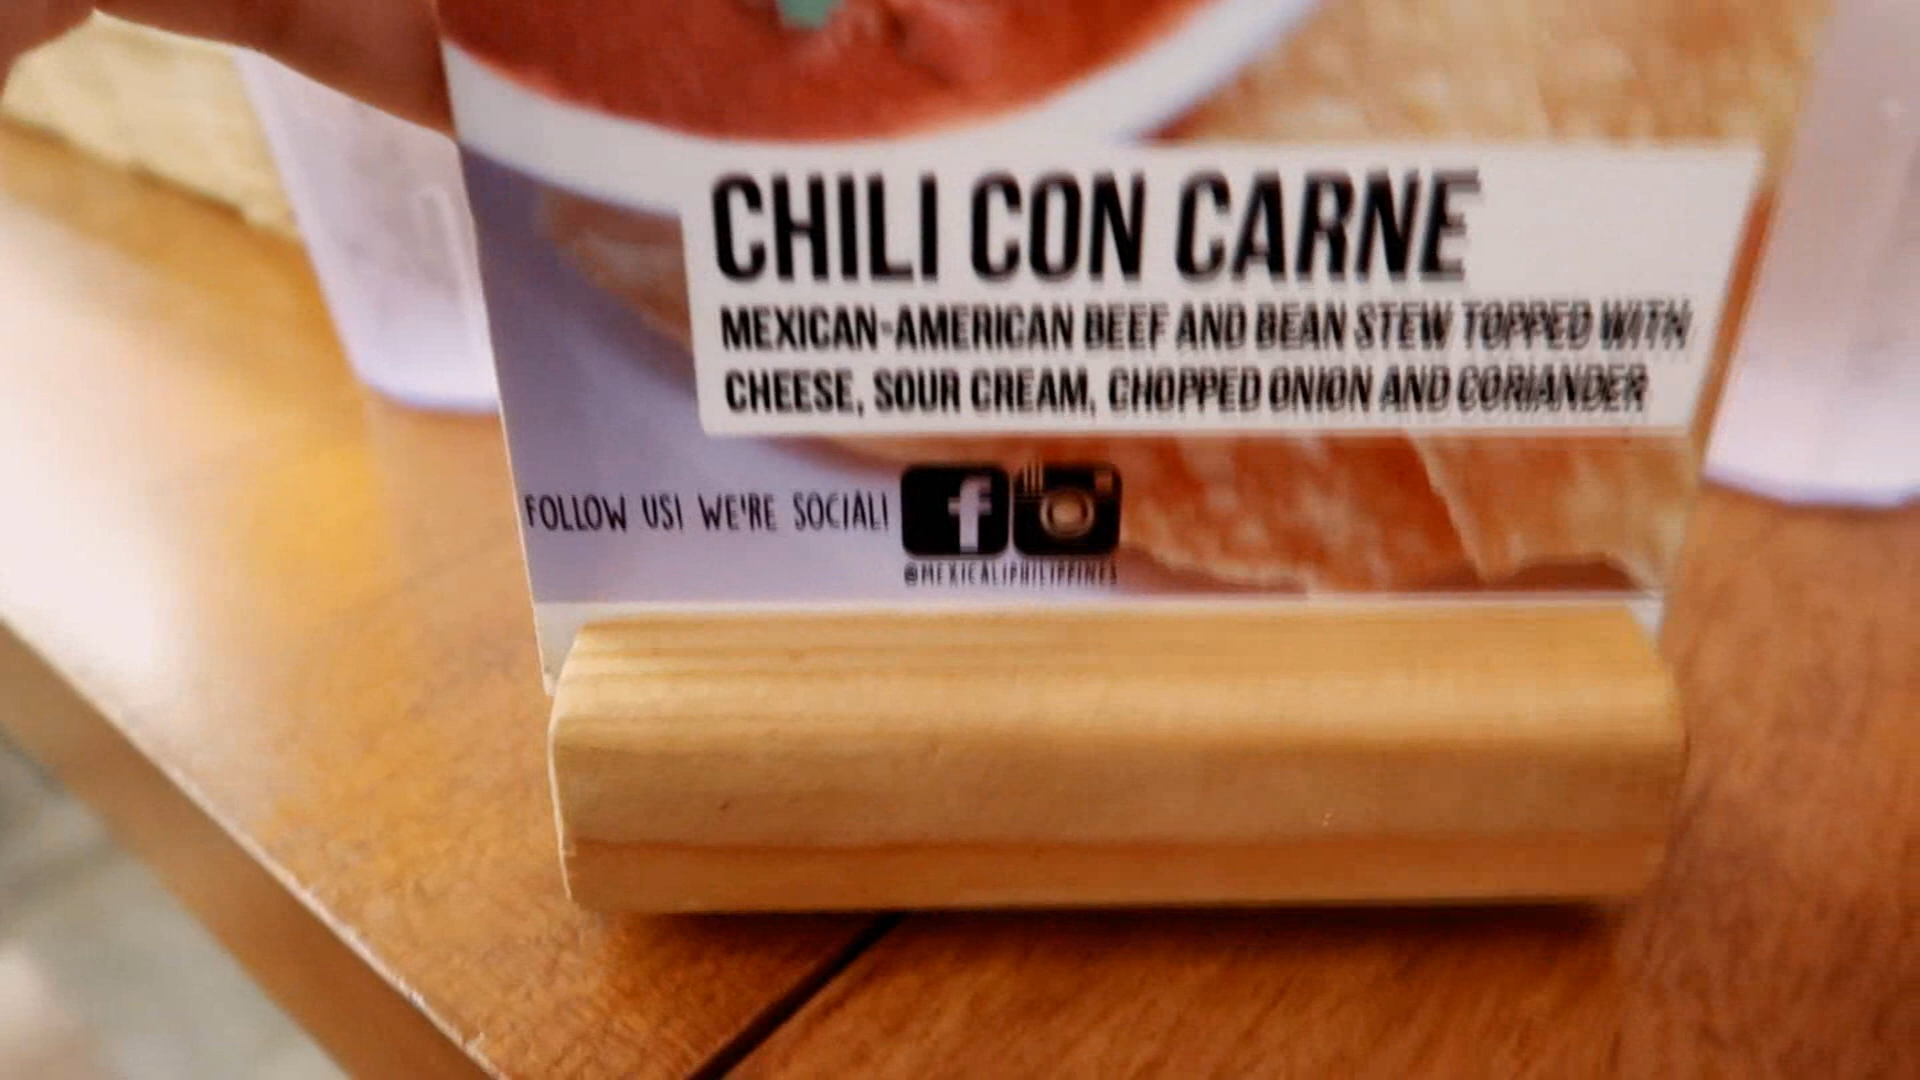 CHILI CON CARNE
MEXICAN-AMERICAN BEEF AND BEAN STEW TOPPED WITH
CHEESE, SOUR CREAM, CHOPPED ONION AND CORIANDER
FOLLOW US! WE'RE SOCIAL!
@MEXICALIPHILIPPINES